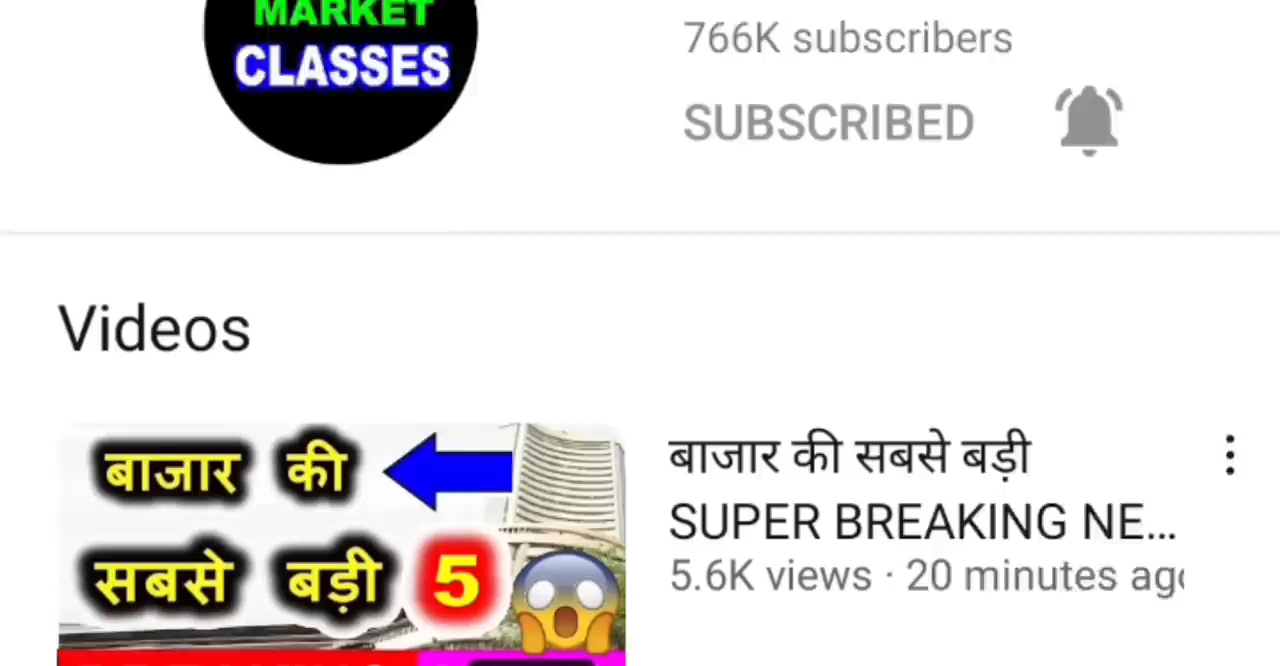 MARKET
CLASSES
766K subscribers
SUBSCRIBED
Videos
बाजार की
सबसे बड़ी 5
बाजार की सबसे बड़ी
SUPER BREAKING NE...
5.6K views · 20 minutes